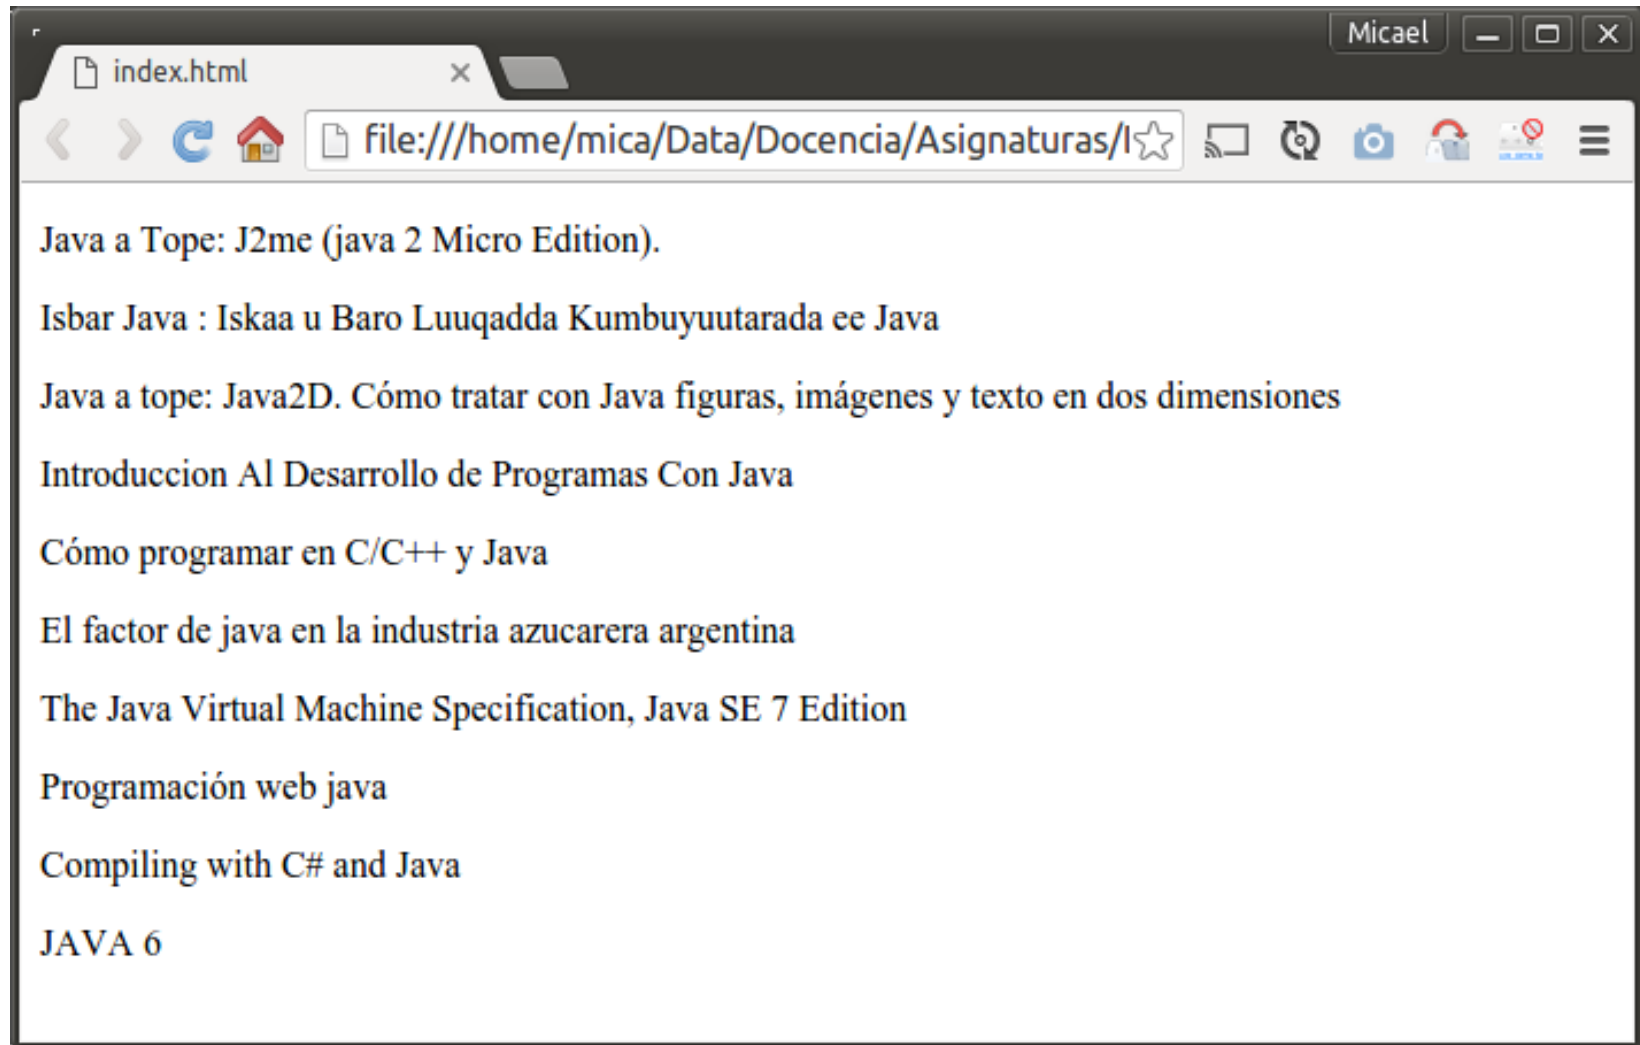 Micael
index.html
file:///home/mica/Data/Docencia/Asignaturas/I
Java a Tope: J2me (java 2 Micro Edition).
Isbar Java : Iskaa u Baro Luuqadda Kumbuyuutarada ee Java
Java a tope: Java2D. Cómo tratar con Java figuras, imágenes y texto en dos dimensiones
Introduccion Al Desarrollo de Programas Con Java
Cómo programar en C/C++ y Java
El factor de java en la industria azucarera argentina
The Java Virtual Machine Specification, Java SE 7 Edition
Programación web java
Compiling with C# and Java
JAVA 6